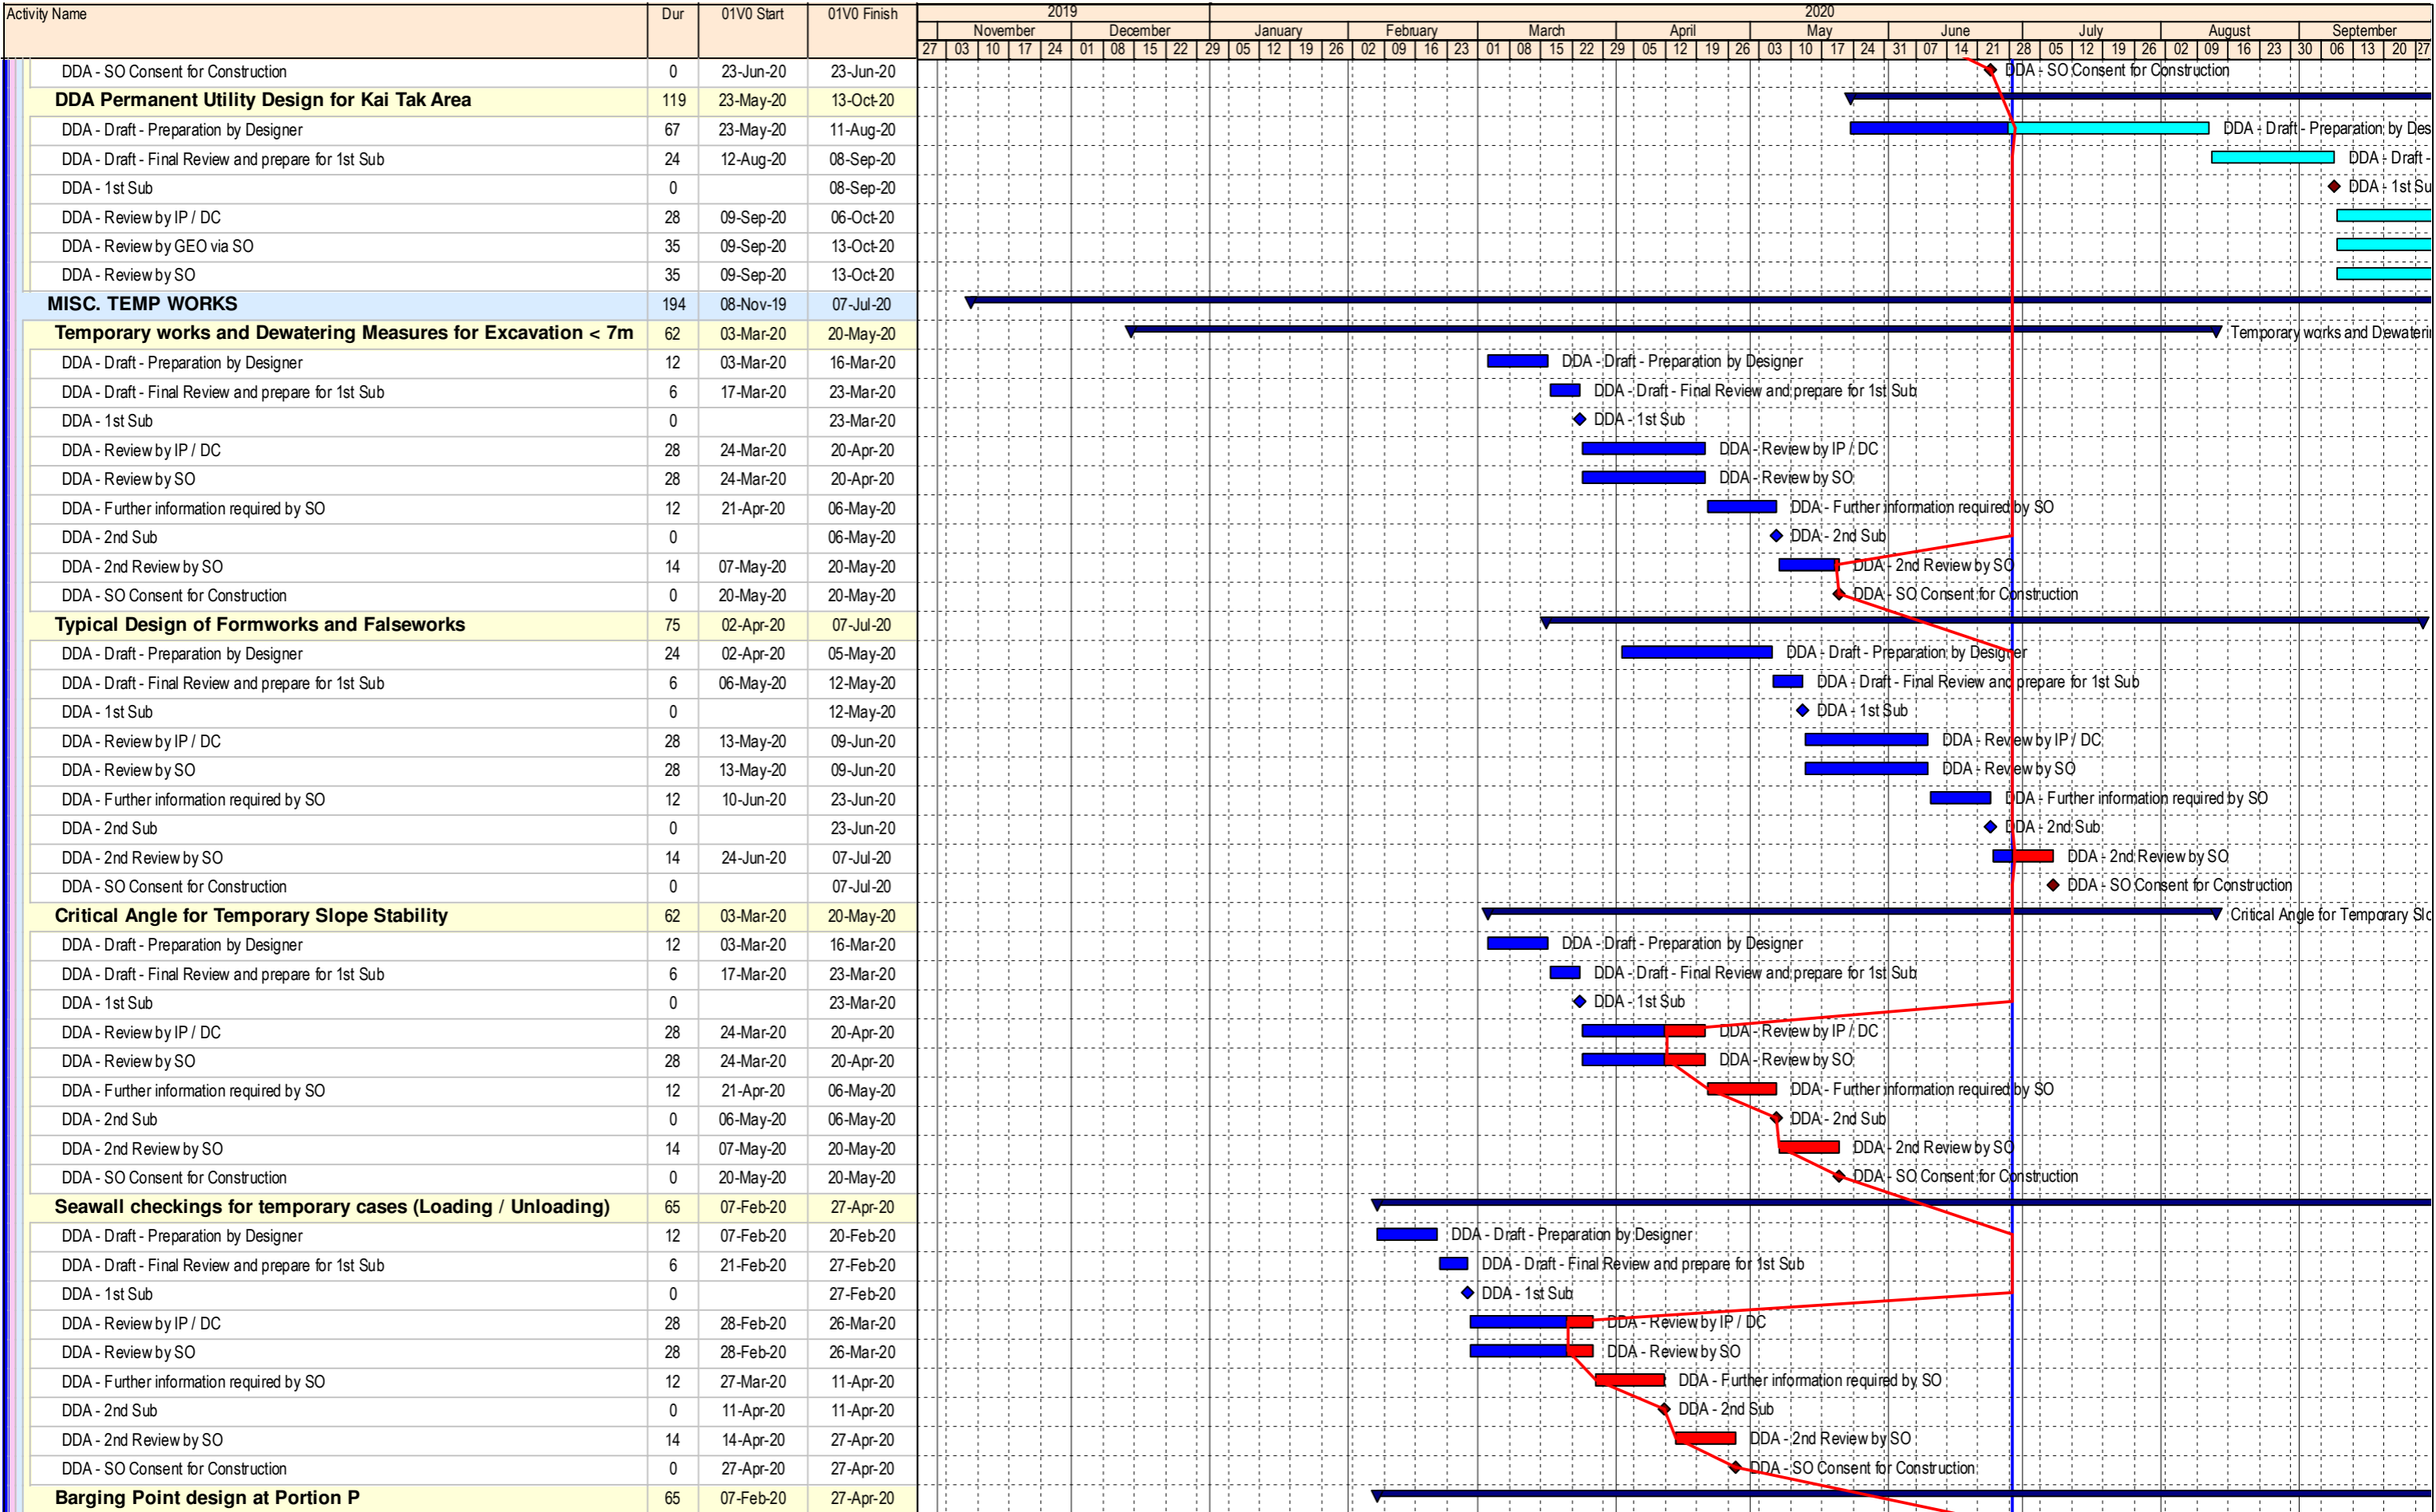 Activity Name Dur 01V0 Start 01V0 Finish 2019 2020
November December January February March April May June July August September
27 03 10 17 24 01 08 15 22 29 05 12 19 26 02 09 16 23 01 08 15 22 29 05 12 19 26 03 10 17 24 31 07 14 21 28 05 12 19 26 02 09 16 23 30 06 13 20 27
DDA - SO Consent for Construction 0 23-Jun-20 23-Jun-20 DDA - SO Consent for Construction
DDA Permanent Utility Design for Kai Tak Area 119 23-May-20 13-Oct-20
DDA - Draft - Preparation by Designer 67 23-May-20 11-Aug-20 DDA - Draft - Preparation by Des
DDA - Draft - Final Review and prepare for 1st Sub 24 12-Aug-20 08-Sep-20 DDA - Draft -
DDA - 1st Sub 0 08-Sep-20 DDA - 1st Su
DDA - Review by IP / DC 28 09-Sep-20 06-Oct-20
DDA - Review by GEO via SO 35 09-Sep-20 13-Oct-20
DDA - Review by SO 35 09-Sep-20 13-Oct-20
MISC. TEMP WORKS 194 08-Nov-19 07-Jul-20
Temporary works and Dewatering Measures for Excavation < 7m 62 03-Mar-20 20-May-20 Temporary works and Dewaterin
DDA - Draft - Preparation by Designer 12 03-Mar-20 16-Mar-20 DDA - Draft - Preparation by Designer
DDA - Draft - Final Review and prepare for 1st Sub 6 17-Mar-20 23-Mar-20 DDA - Draft - Final Review and prepare for 1st Sub
DDA - 1st Sub 0 23-Mar-20 DDA - 1st Sub
DDA - Review by IP / DC 28 24-Mar-20 20-Apr-20 DDA - Review by IP / DC
DDA - Review by SO 28 24-Mar-20 20-Apr-20 DDA - Review by SO
DDA - Further information required by SO 12 21-Apr-20 06-May-20 DDA - Further information required by SO
DDA - 2nd Sub 0 06-May-20 DDA - 2nd Sub
DDA - 2nd Review by SO 14 07-May-20 20-May-20 DDA - 2nd Review by SO
DDA - SO Consent for Construction 0 20-May-20 20-May-20 DDA - SO Consent for Construction
Typical Design of Formworks and Falseworks 75 02-Apr-20 07-Jul-20
DDA - Draft - Preparation by Designer 24 02-Apr-20 05-May-20 DDA - Draft - Preparation by Designer
DDA - Draft - Final Review and prepare for 1st Sub 6 06-May-20 12-May-20 DDA - Draft - Final Review and prepare for 1st Sub
DDA - 1st Sub 0 12-May-20 DDA - 1st Sub
DDA - Review by IP / DC 28 13-May-20 09-Jun-20 DDA - Review by IP / DC
DDA - Review by SO 28 13-May-20 09-Jun-20 DDA - Review by SO
DDA - Further information required by SO 12 10-Jun-20 23-Jun-20 DDA - Further information required by SO
DDA - 2nd Sub 0 23-Jun-20 DDA - 2nd Sub
DDA - 2nd Review by SO 14 24-Jun-20 07-Jul-20 DDA - 2nd Review by SO
DDA - SO Consent for Construction 0 07-Jul-20 DDA - SO Consent for Construction
Critical Angle for Temporary Slope Stability 62 03-Mar-20 20-May-20 Critical Angle for Temporary Slo
DDA - Draft - Preparation by Designer 12 03-Mar-20 16-Mar-20 DDA - Draft - Preparation by Designer
DDA - Draft - Final Review and prepare for 1st Sub 6 17-Mar-20 23-Mar-20 DDA - Draft - Final Review and prepare for 1st Sub
DDA - 1st Sub 0 23-Mar-20 DDA - 1st Sub
DDA - Review by IP / DC 28 24-Mar-20 20-Apr-20 DDA - Review by IP / DC
DDA - Review by SO 28 24-Mar-20 20-Apr-20 DDA - Review by SO
DDA - Further information required by SO 12 21-Apr-20 06-May-20 DDA - Further information required by SO
DDA - 2nd Sub 0 06-May-20 06-May-20 DDA - 2nd Sub
DDA - 2nd Review by SO 14 07-May-20 20-May-20 DDA - 2nd Review by SO
DDA - SO Consent for Construction 0 20-May-20 20-May-20 DDA - SO Consent for Construction
Seawall checkings for temporary cases (Loading / Unloading) 65 07-Feb-20 27-Apr-20
DDA - Draft - Preparation by Designer 12 07-Feb-20 20-Feb-20 DDA - Draft - Preparation by Designer
DDA - Draft - Final Review and prepare for 1st Sub 6 21-Feb-20 27-Feb-20 DDA - Draft - Final Review and prepare for 1st Sub
DDA - 1st Sub 0 27-Feb-20 DDA - 1st Sub
DDA - Review by IP / DC 28 28-Feb-20 26-Mar-20 DDA - Review by IP / DC
DDA - Review by SO 28 28-Feb-20 26-Mar-20 DDA - Review by SO
DDA - Further information required by SO 12 27-Mar-20 11-Apr-20 DDA - Further information required by SO
DDA - 2nd Sub 0 11-Apr-20 11-Apr-20 DDA - 2nd Sub
DDA - 2nd Review by SO 14 14-Apr-20 27-Apr-20 DDA - 2nd Review by SO
DDA - SO Consent for Construction 0 27-Apr-20 27-Apr-20 DDA - SO Consent for Construction
Barging Point design at Portion P 65 07-Feb-20 27-Apr-20